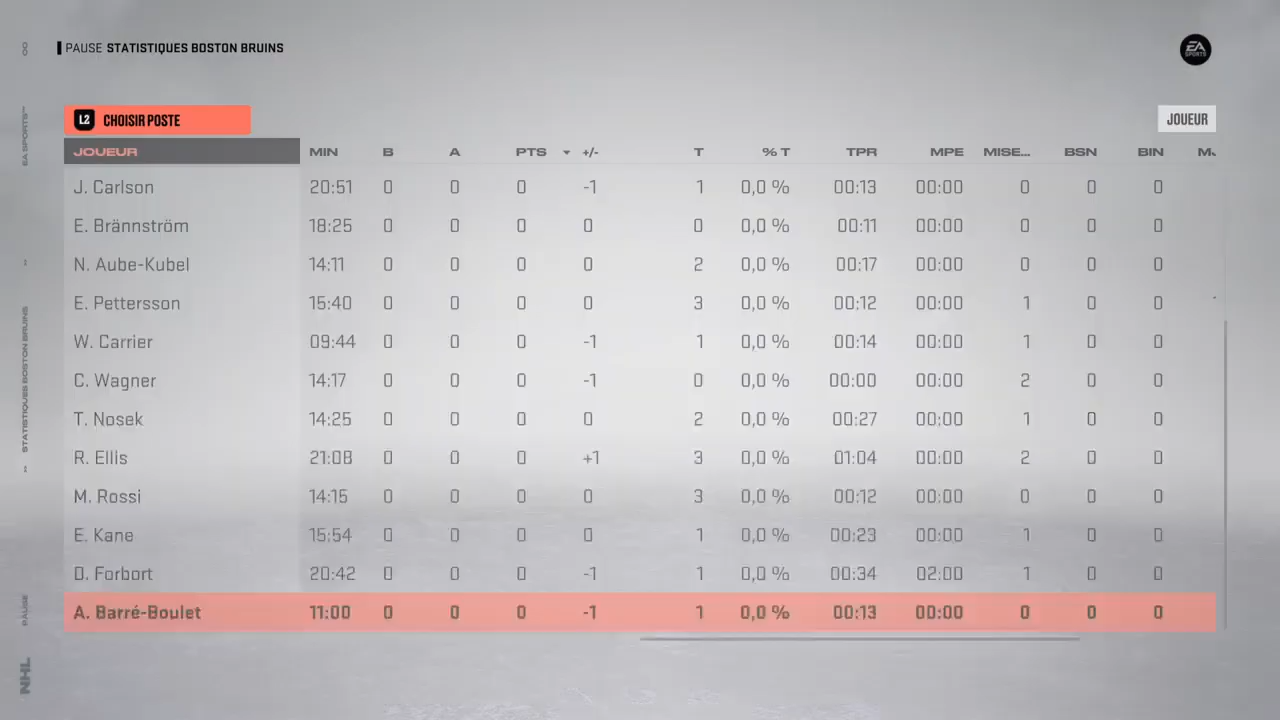 PAUSE STATISTIQUES BOSTON BRUINS
EA SPORTS
L2 CHOISIR POSTE
JOUEUR
JOUEUR MIN B A PTS +/- T % T TPR MPE MISE... BSN BIN
J. Carlson 20:51 0 0 0 -1 1 0,0 % 00:13 00:00 0 0 0
E. Brännström 18:25 0 0 0 0 0 0,0 % 00:11 00:00 0 0 0
N. Aube-Kubel 14:11 0 0 0 0 2 0,0 % 00:17 00:00 0 0 0
E. Pettersson 15:40 0 0 0 0 3 0,0 % 00:12 00:00 1 0 0
W. Carrier 09:44 0 0 0 -1 1 0,0 % 00:14 00:00 1 0 0
C. Wagner 14:17 0 0 0 -1 0 0,0 % 00:00 00:00 2 0 0
T. Nosek 14:25 0 0 0 0 2 0,0 % 00:27 00:00 1 0 0
R. Ellis 21:08 0 0 0 +1 3 0,0 % 01:04 00:00 2 0 0
M. Rossi 14:15 0 0 0 0 3 0,0 % 00:12 00:00 0 0 0
E. Kane 15:54 0 0 0 0 1 0,0 % 00:23 00:00 1 0 0
D. Forbort 20:42 0 0 0 -1 1 0,0 % 00:34 02:00 1 0 0
A. Barré-Boulet 11:00 0 0 0 -1 1 0,0 % 00:13 00:00 0 0 0
EA SPORTS™
STATISTIQUES BOSTON BRUINS
PAUSE
NHL